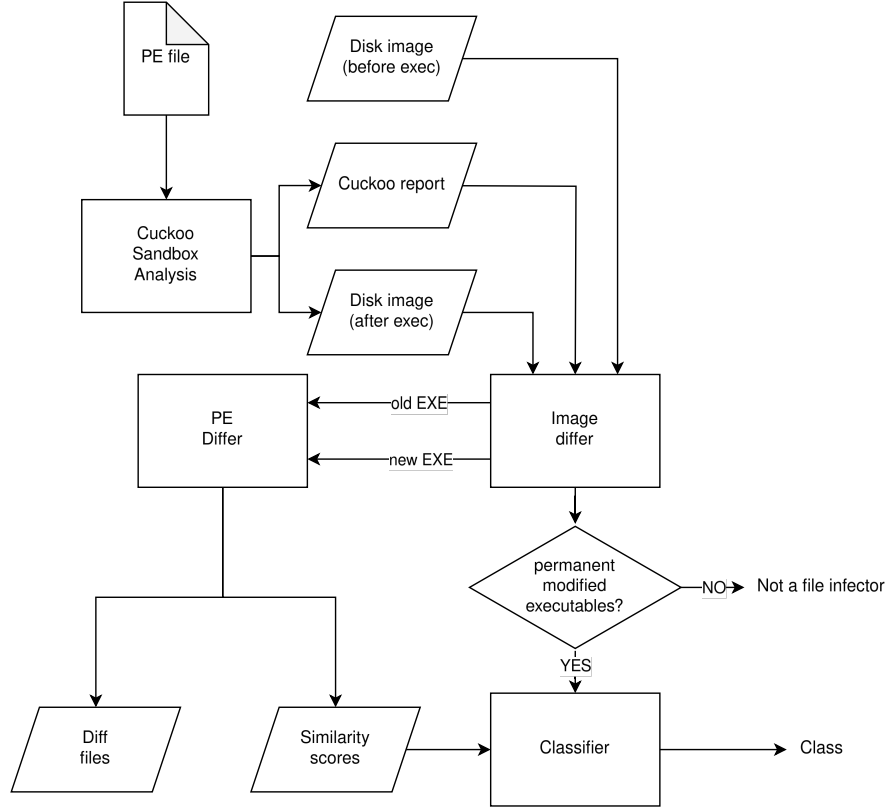 PE file
Disk image
(before exec)
Cuckoo report
Cuckoo
Sandbox
Analysis
Disk image
(after exec)
PE
Differ
old EXE
new EXE
Image
differ
permanent
modified
executables?
NO
Not a file infector
YES
Diff
files
Similarity
scores
Classifier
Class